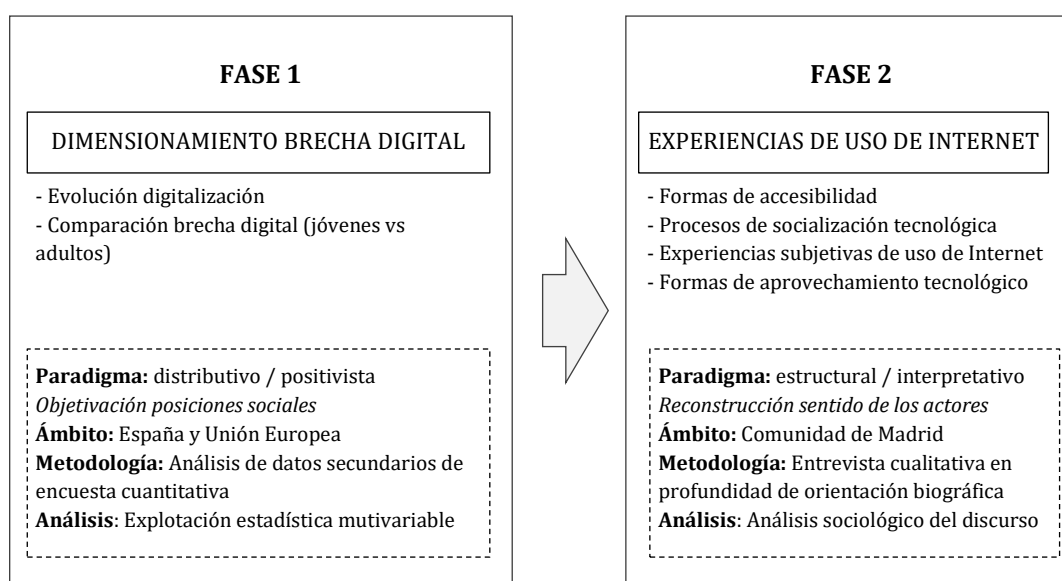 FASE 1
DIMENSIONAMIENTO BRECHA DIGITAL
- Evolución digitalización
- Comparación brecha digital (jóvenes vs
adultos)
Paradigma: distributivo / positivista
Objetivación posiciones sociales
Ámbito: España y Unión Europea
Metodología: Análisis de datos secundarios de
encuesta cuantitativa
Análisis: Explotación estadística mutivariable
FASE 2
EXPERIENCIAS DE USO DE INTERNET
- Formas de accesibilidad
- Procesos de socialización tecnológica
- Experiencias subjetivas de uso de Internet
- Formas de aprovechamiento tecnológico
Paradigma: estructural / interpretativo
Reconstrucción sentido de los actores
Ámbito: Comunidad de Madrid
Metodología: Entrevista cualitativa en
profundidad de orientación biográfica
Análisis: Análisis sociológico del discurso